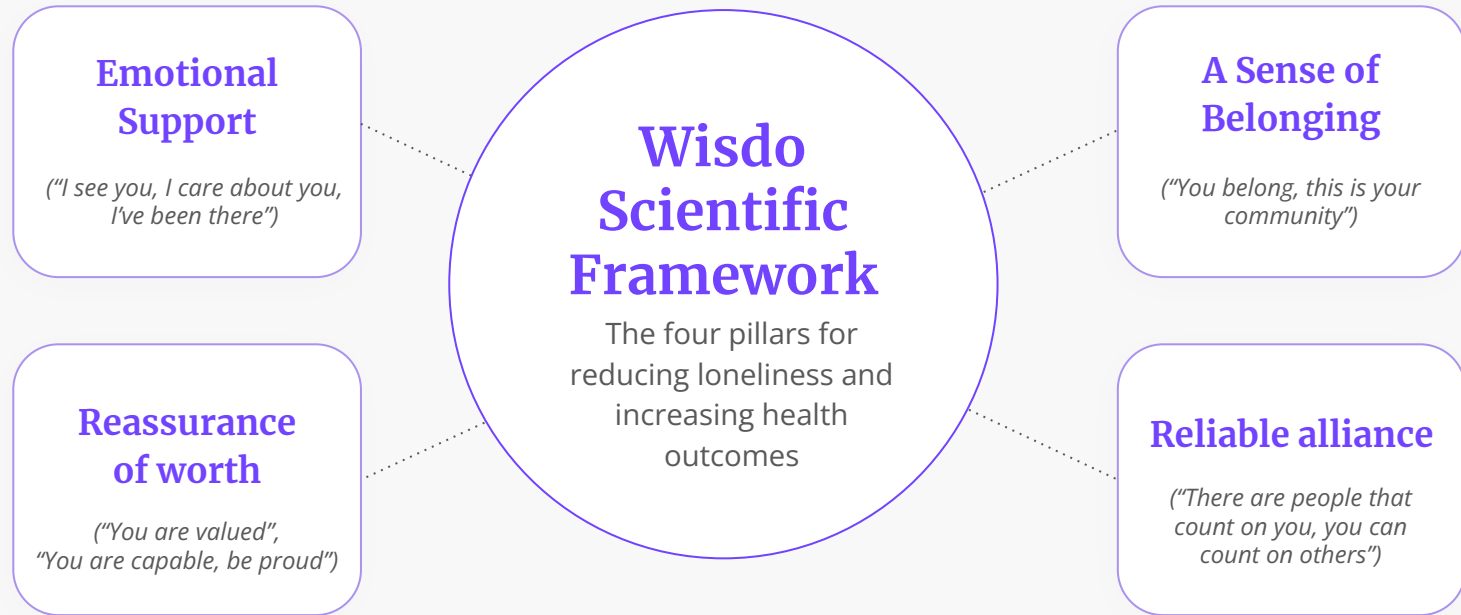 Emotional
Support
(“I see you, I care about you,
I’ve been there”)
Wisdo
Scientific
Framework
The four pillars for
reducing loneliness and
increasing health
outcomes
A Sense of
Belonging
(“You belong, this is your
community”)
Reassurance
of worth
(“You are valued”,
“You are capable, be proud”)
Reliable alliance
(“There are people that
count on you, you can
count on others”)